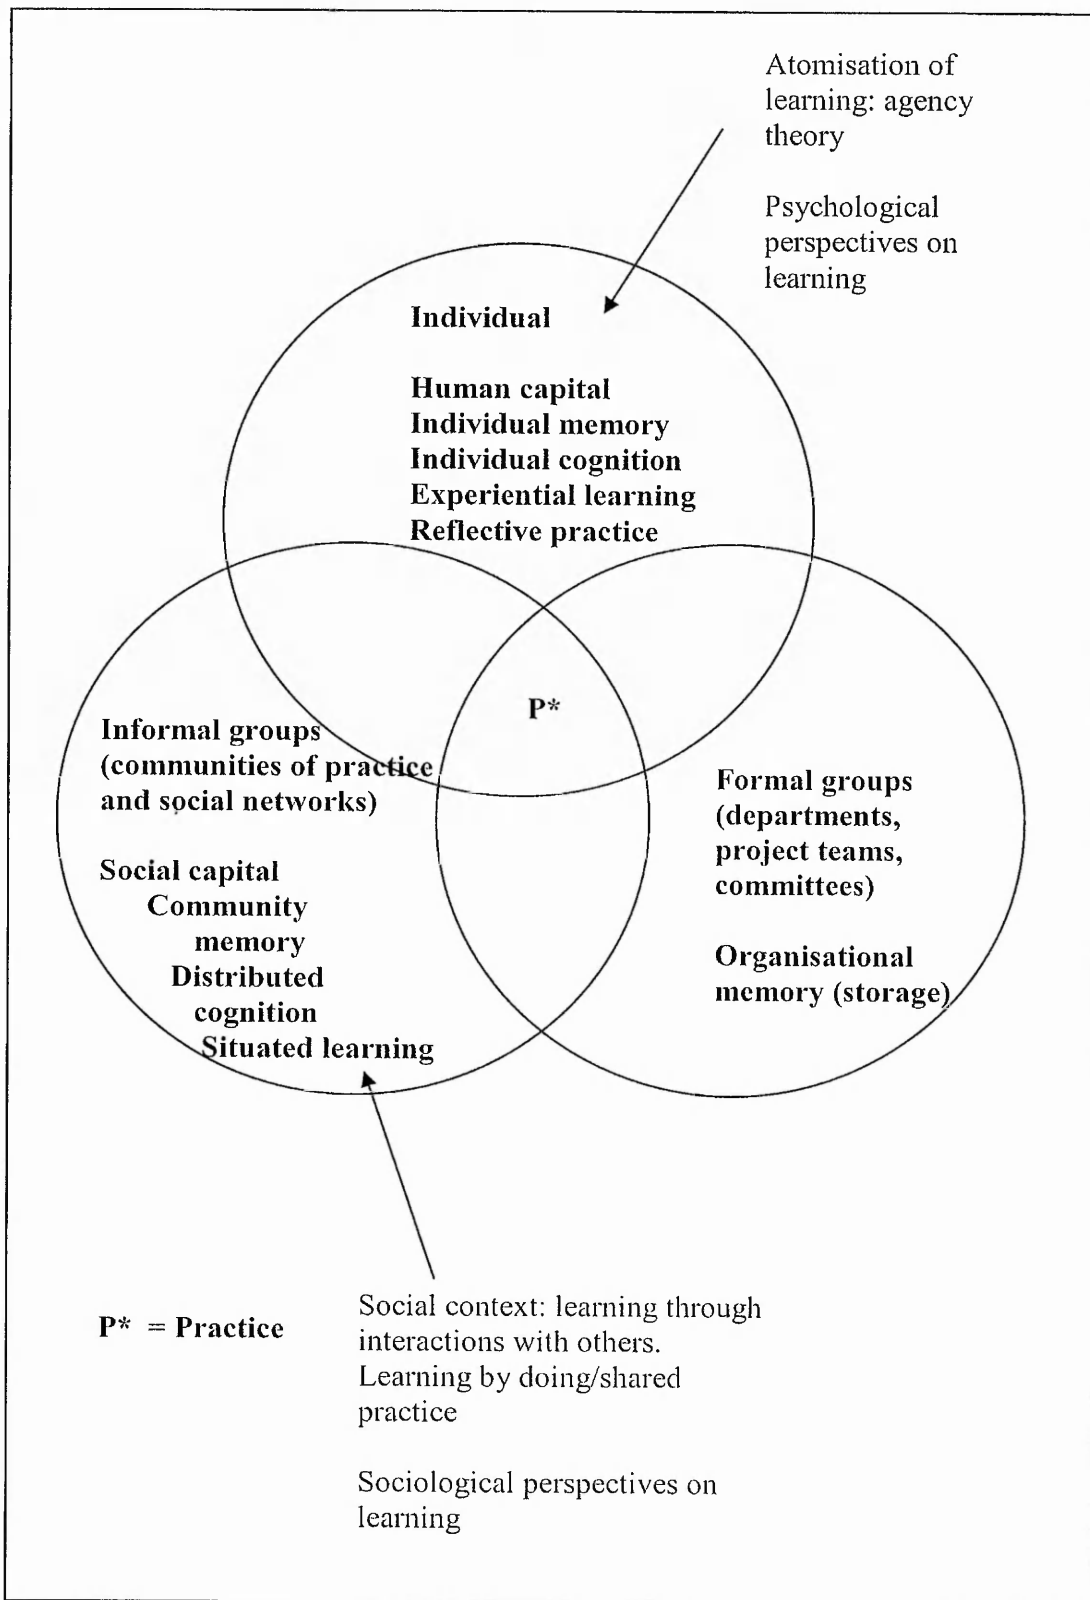 Atomisation of
learning: agency
theory
Psychological
perspectives on
learning
Individual
Human capital
Individual memory
Individual cognition
Experiential learning
Reflective practice
P*
Informal groups
(communities of practice
and social networks)
Social capital
Community
memory
Distributed
cognition
Situated learning
Formal groups
(departments,
project teams,
committees)
Organisational
memory (storage)
P* = Practice
Social context: learning through
interactions with others.
Learning by doing/shared
practice
Sociological perspectives on
learning